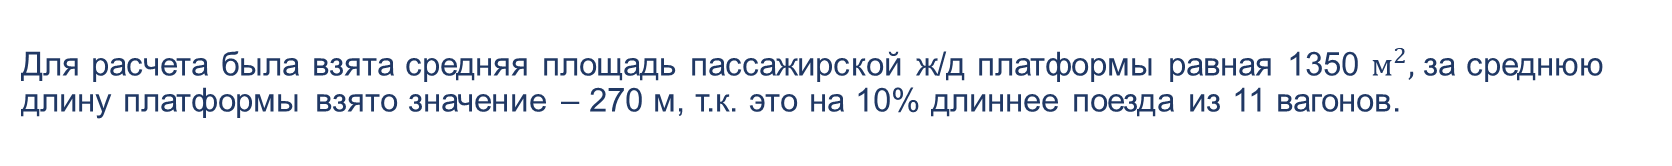 Для расчета была взята средняя площадь пассажирской ж/д платформы равная 1350 м², за среднюю
длину платформы взято значение – 270 м, т.к. это на 10% длиннее поезда из 11 вагонов.